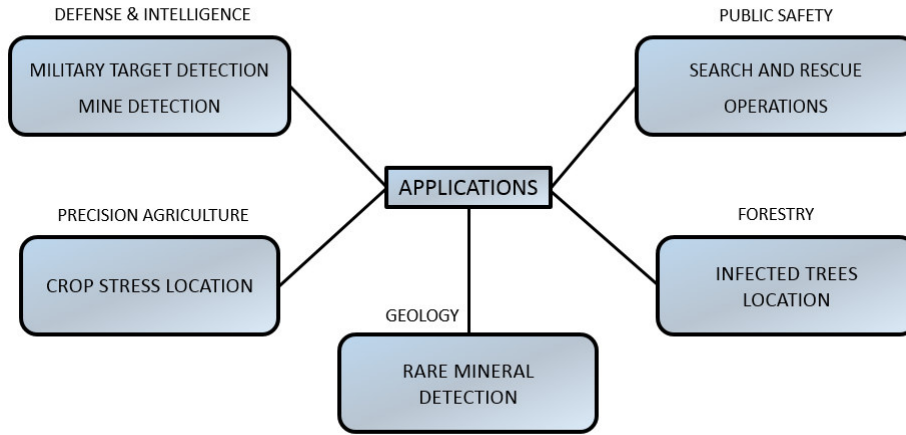 DEFENSE & INTELLIGENCE
MILITARY TARGET DETECTION
MINE DETECTION
PUBLIC SAFETY
SEARCH AND RESCUE
OPERATIONS
APPLICATIONS
PRECISION AGRICULTURE
CROP STRESS LOCATION
FORESTRY
INFECTED TREES
LOCATION
GEOLOGY
RARE MINERAL
DETECTION